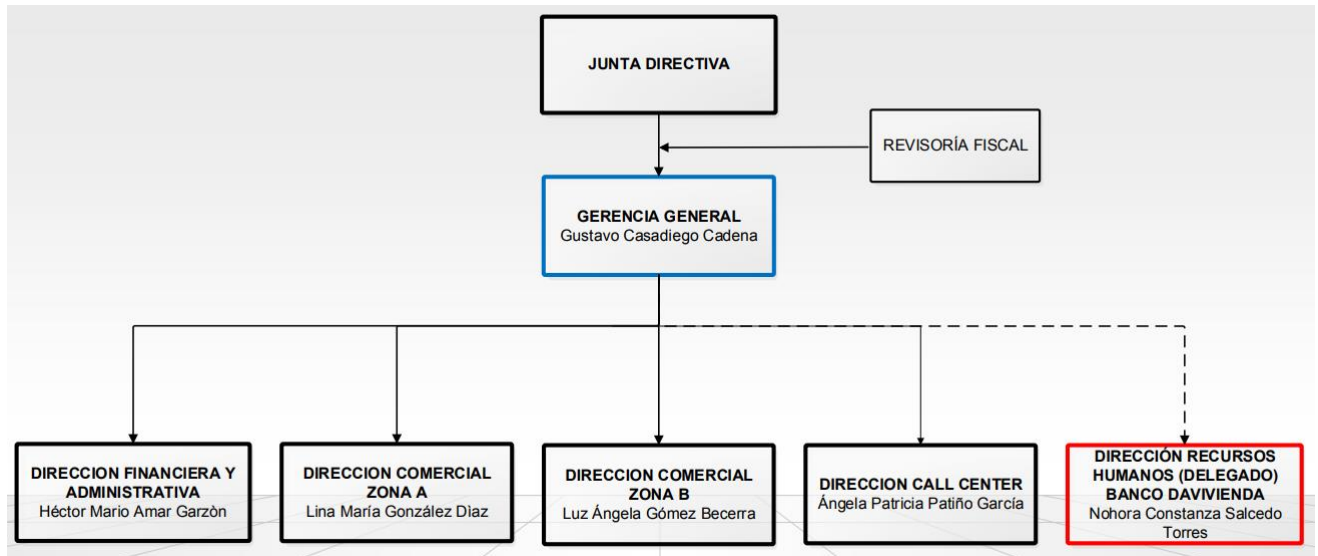 JUNTA DIRECTIVA
REVISORÍA FISCAL
GERENCIA GENERAL
Gustavo Casadiego Cadena
DIRECCION FINANCIERA Y
ADMINISTRATIVA
Héctor Mario Amar Garzòn
DIRECCION COMERCIAL
ZONA A
Lina María González Dìaz
DIRECCION COMERCIAL
ZONA B
Luz Ángela Gómez Becerra
DIRECCION CALL CENTER
Ángela Patricia Patiño García
DIRECCIÓN RECURSOS
HUMANOS (DELEGADO)
BANCO DAVIVIENDA
Nohora Constanza Salcedo
Torres